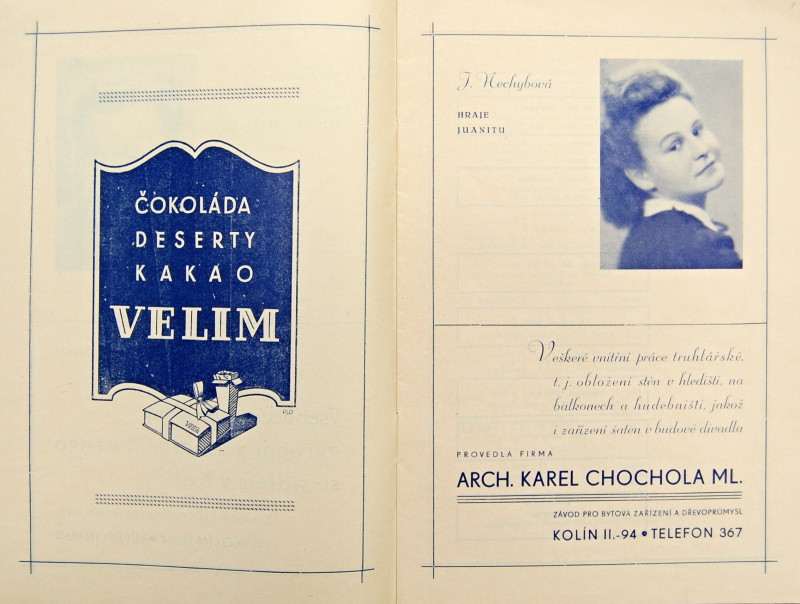 ČOKOLÁDA
DESERTY
KAKAO
VELIM
PLO
J. Nechybová
HRAJE
JUANITU
Veškeré vnitřní práce truhlářské,
t. j. obložení stěn v hledišti, na
balkonech a hudebništi, jakož
i zařízení šaten v budově divadla
PROVEDLA FIRMA
ARCH. KAREL CHOCHOLA ML.
ZÁVOD PRO BYTOVÁ ZAŘÍZENÍ A DŘEVOPRŮMYSL
KOLÍN II.-94 • TELEFON 367